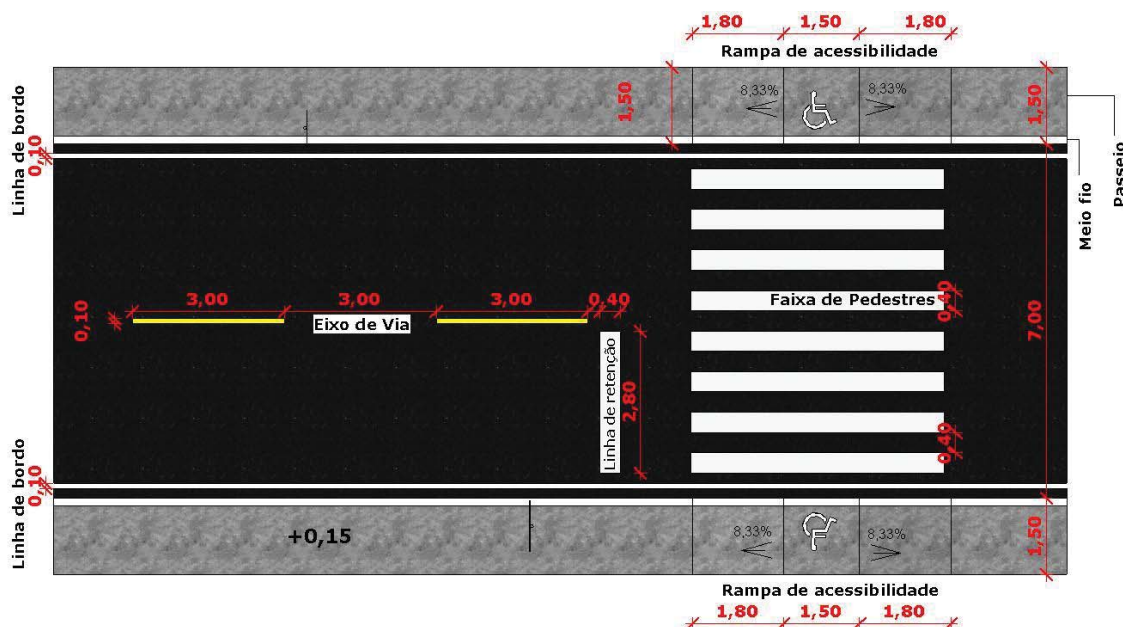 1,80
1,50
1,80
Rampa de acessibilidade
8,33%
8,33%
1,50
1,50
Linha de bordo
0,10
Passeio
Meio fio
3,00
3,00
3,00
0,40
0,10
Eixo de Via
Faixa de Pedestres
0,40
7,00
Linha de retenção
2,80
0,40
Linha de bordo
0,10
+0,15
8,33%
8,33%
1,50
Rampa de acessibilidade
1,80
1,50
1,80